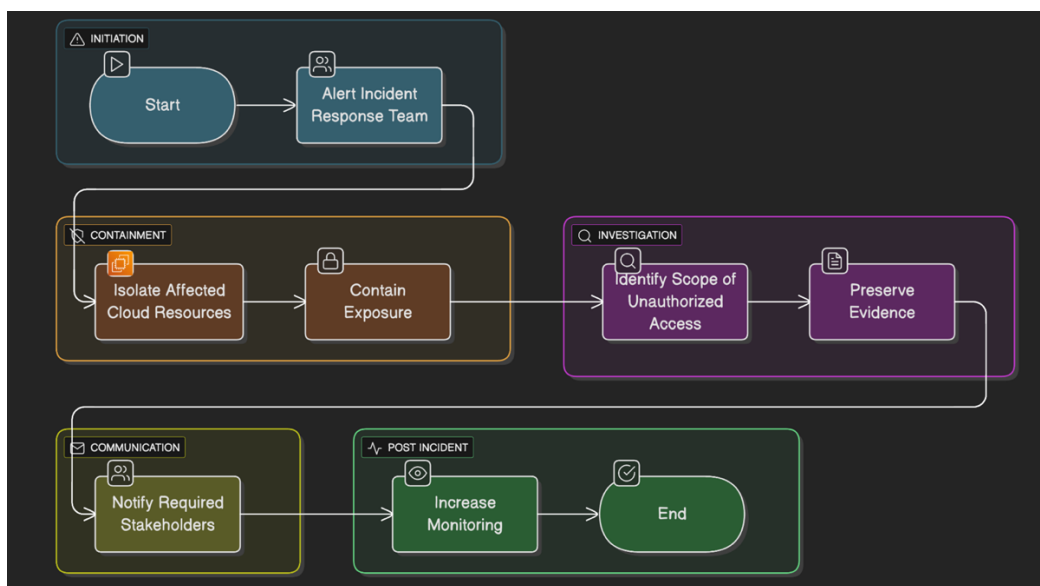 INITIATION
Start
Alert Incident
Response Team
CONTAINMENT
Isolate Affected
Cloud Resources
Contain
Exposure
INVESTIGATION
Identify Scope of
Unauthorized
Access
Preserve
Evidence
COMMUNICATION
Notify Required
Stakeholders
POST INCIDENT
Increase
Monitoring
End